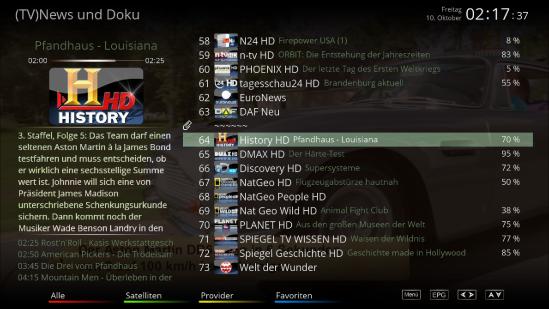 (TV)News und Doku
Freitag
10. Oktober
02:17:37
Pfandhaus - Louisiana
02:00 02:25
H HD
HISTORY
3. Staffel, Folge 5: Das Team darf einen
seltenen Aston Martin à la James Bond
testfahren und muss entscheiden, ob
er wirklich eine sechsstellige Summe
wert ist. Johnnie will sich eine von
Präsident James Madison
unterschriebene Schenkungsurkunde
sichern. Dann kommt noch der
Musiker Wade Benson Landry in den
02:25 Rost'n'Roll - Kasis Werkstattgesch
02:50 American Pickers - Die Trödelsam
03:45 Die Drei vom Pfandhaus
04:15 Mountain Men - Überleben in der
58 N24 HD Firepower USA (1) 8 %
59 n-tv HD ORBIT: Die Entstehung der Jahreszeiten 83 %
60 PHOENIX HD Der letzte Tag des Ersten Weltkriegs 5 %
61 tagesschau24 HD Brandenburg aktuell 55 %
62 EuroNews
63 DAF Neu
~~~~~~
64 History HD Pfandhaus - Louisiana 70 %
65 DMAX HD Der Härte-Test 95 %
66 Discovery HD Supersysteme 72 %
67 NatGeo HD Flugzeugabstürze hautnah 50 %
68 NatGeo People HD
69 Nat Geo Wild HD Animal Fight Club 38 %
70 PLANET HD Aus den großen Museen der Welt 75 %
71 SPIEGEL TV WISSEN HD Waisen der Wildnis 77 %
72 Spiegel Geschichte HD Geschichte made in Hollywood 85 %
73 Welt der Wunder
Alle Satelliten Provider Favoriten Menü EPG